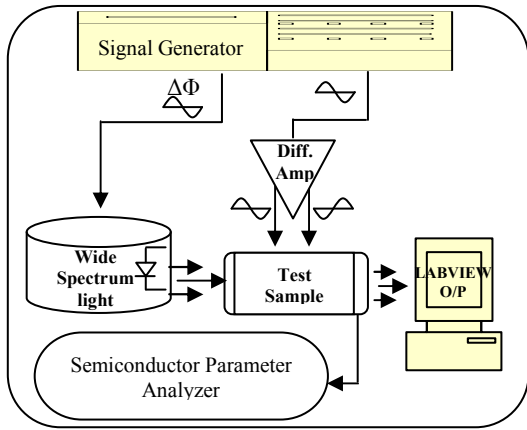 Signal Generator
ΔΦ
Diff.
Amp
Wide
Spectrum
light
Test
Sample
LABVIEW
O/P
Semiconductor Parameter
Analyzer